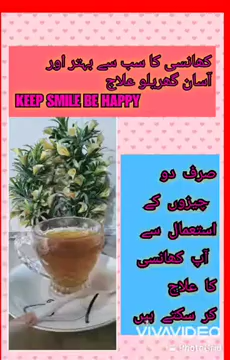 کھانسی کا سب سے بہتر اور
آسان گھریلو علاج
KEEP SMILE BE HAPPY
صرف دو
چیزوں کے
استعمال سے
آپ کھانسی
کا علاج
کر سکتے ہیں
VIVAVIDEO